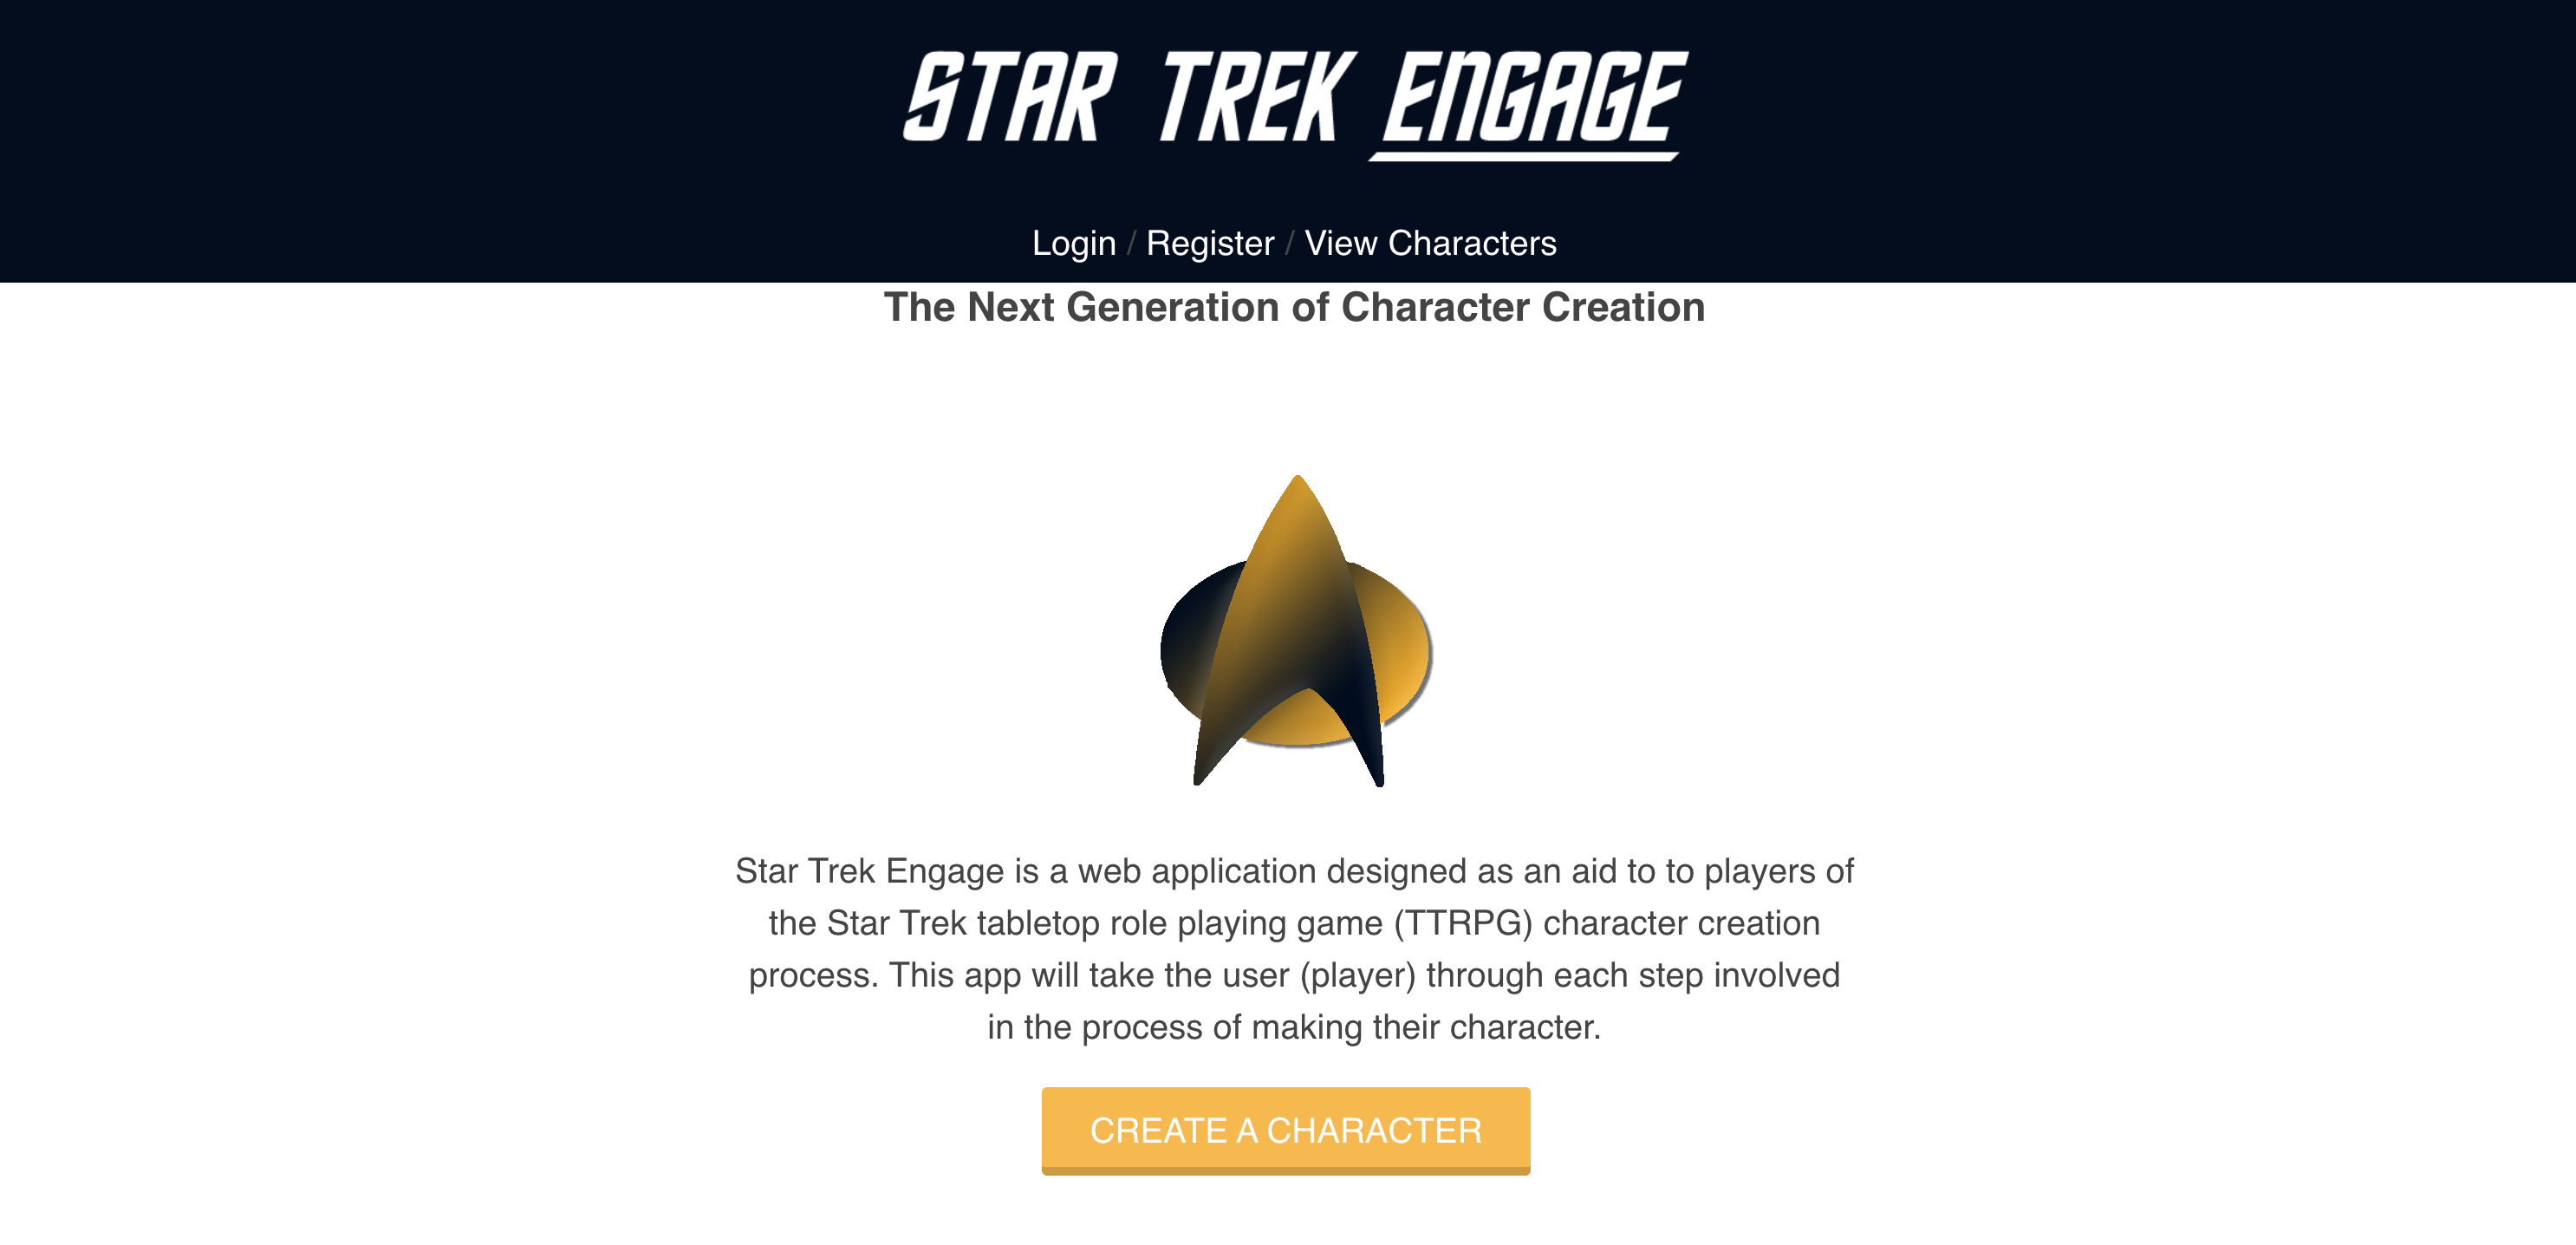 STAR TREK ENGAGE
Login / Register / View Characters
The Next Generation of Character Creation
Star Trek Engage is a web application designed as an aid to to players of
the Star Trek tabletop role playing game (TTRPG) character creation
process. This app will take the user (player) through each step involved
in the process of making their character.
CREATE A CHARACTER